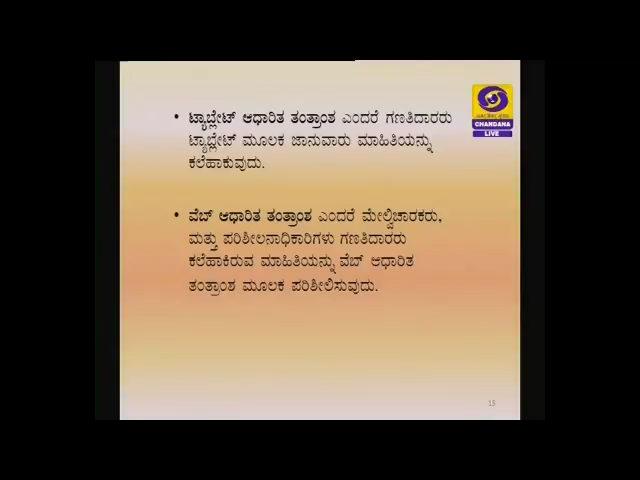 • ಟ್ಯಾಬ್ಲೇಟ್ ಆಧಾರಿತ ತಂತ್ರಾಂಶ ಎಂದರೆ ಗಣತಿದಾರರು
ಟ್ಯಾಬ್ಲೇಟ್ ಮೂಲಕ ಜಾನುವಾರು ಮಾಹಿತಿಯನ್ನು
ಕಲೆಹಾಕುವುದು.
• ವೆಬ್ ಆಧಾರಿತ ತಂತ್ರಾಂಶ ಎಂದರೆ ಮೇಲ್ವಿಚಾರಕರು,
ಮತ್ತು ಪರಿಶೀಲನಾಧಿಕಾರಿಗಳು ಗಣತಿದಾರರು
ಕಲೆಹಾಕಿರುವ ಮಾಹಿತಿಯನ್ನು ವೆಬ್ ಆಧಾರಿತ
ತಂತ್ರಾಂಶ ಮೂಲಕ ಪರಿಶೀಲಿಸುವುದು.
CHANDANA
LIVE
15